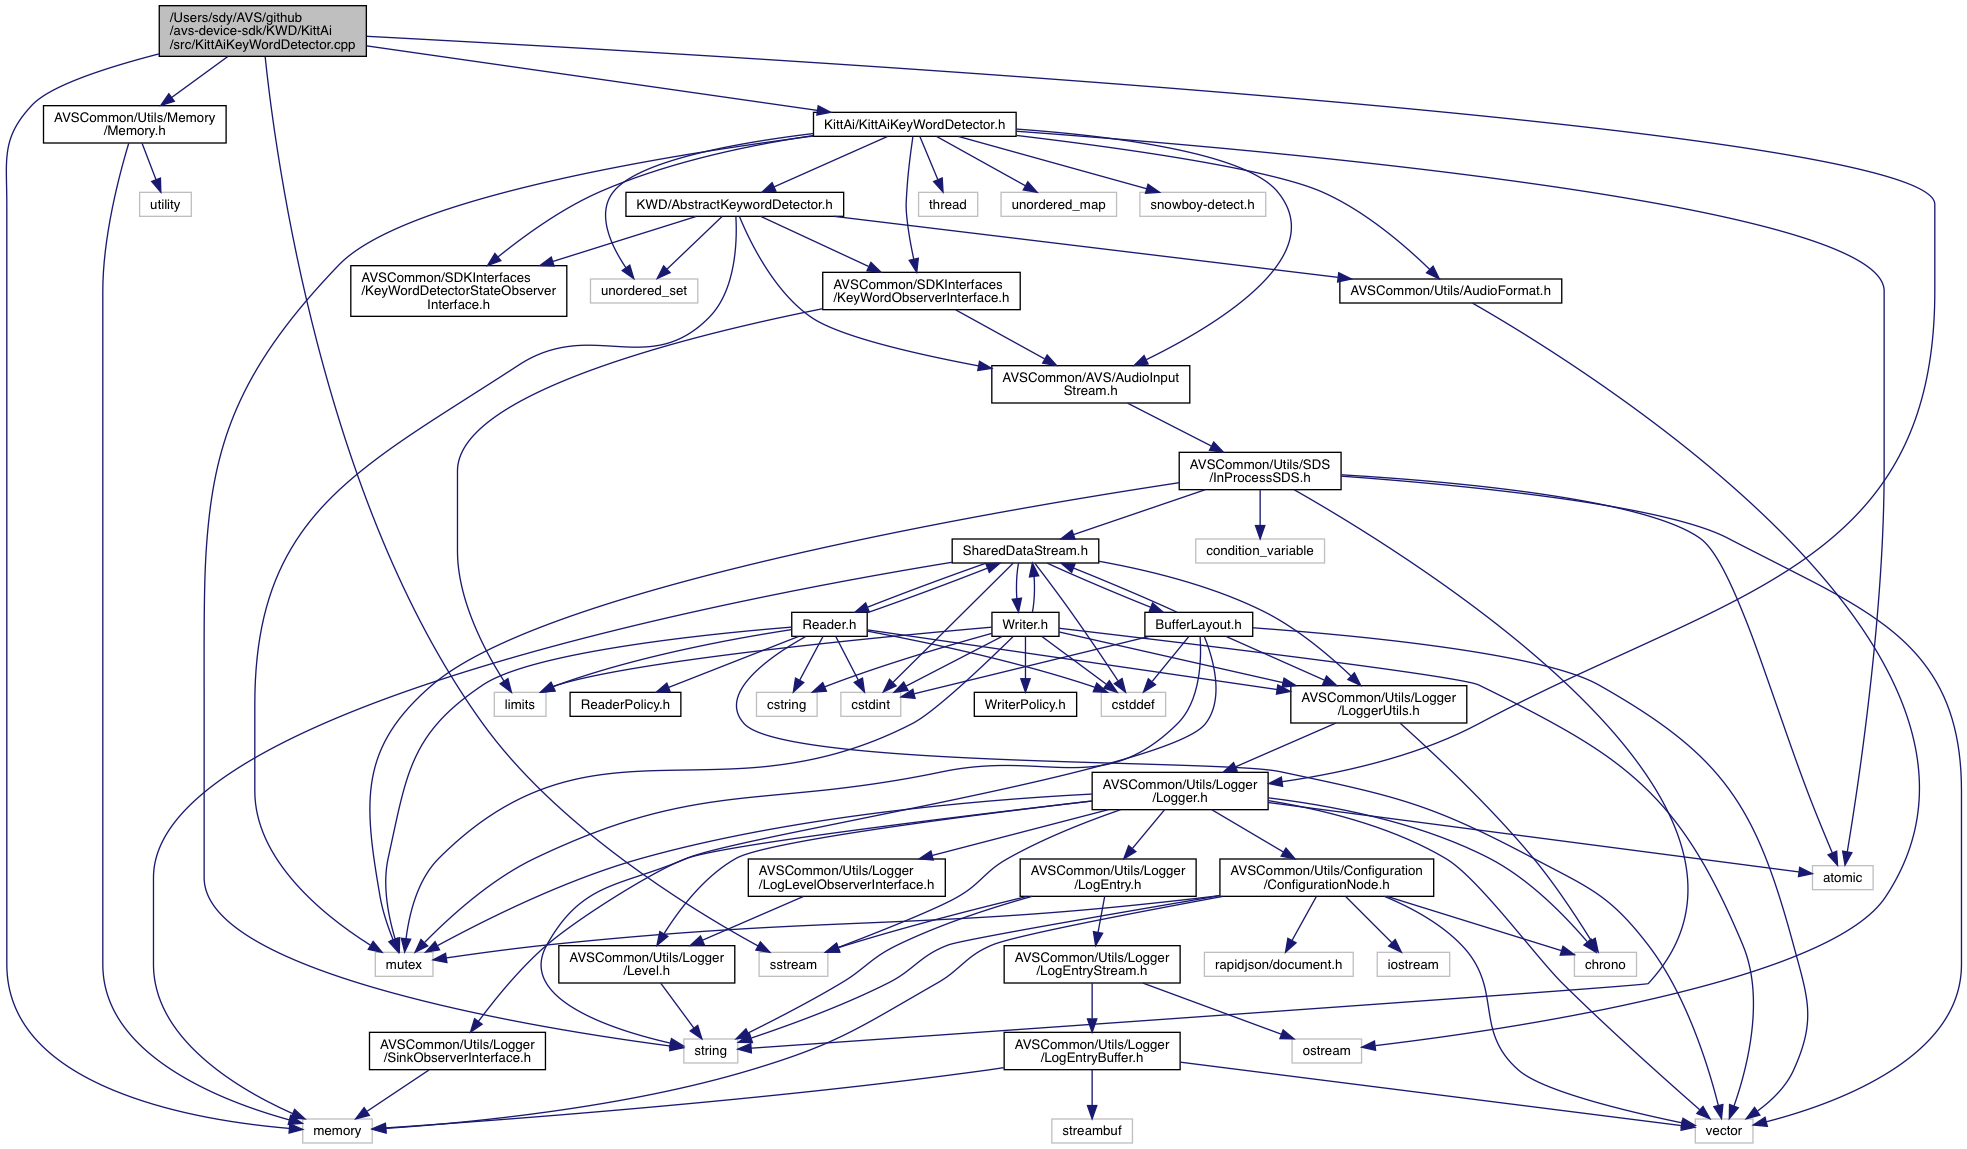 /Users/sdy/AVS/github
/avs-device-sdk/KWD/KittAi
/src/KittAiKeyWordDetector.cpp
AVSCommon/Utils/Memory
/Memory.h
KittAi/KittAiKeyWordDetector.h
utility
KWD/AbstractKeywordDetector.h
thread
unordered_map
snowboy-detect.h
AVSCommon/SDKInterfaces
/KeyWordDetectorStateObserver
Interface.h
unordered_set
AVSCommon/SDKInterfaces
/KeyWordObserverInterface.h
AVSCommon/Utils/AudioFormat.h
AVSCommon/AVS/AudioInput
Stream.h
AVSCommon/Utils/SDS
/InProcessSDS.h
SharedDataStream.h
condition_variable
Reader.h
Writer.h
BufferLayout.h
limits
ReaderPolicy.h
cstring
cstdint
WriterPolicy.h
cstddef
AVSCommon/Utils/Logger
/LoggerUtils.h
AVSCommon/Utils/Logger
/Logger.h
AVSCommon/Utils/Logger
/LogLevelObserverInterface.h
AVSCommon/Utils/Logger
/LogEntry.h
AVSCommon/Utils/Configuration
/ConfigurationNode.h
atomic
mutex
AVSCommon/Utils/Logger
/Level.h
sstream
AVSCommon/Utils/Logger
/LogEntryStream.h
rapidjson/document.h
iostream
chrono
AVSCommon/Utils/Logger
/SinkObserverInterface.h
string
AVSCommon/Utils/Logger
/LogEntryBuffer.h
ostream
memory
streambuf
vector